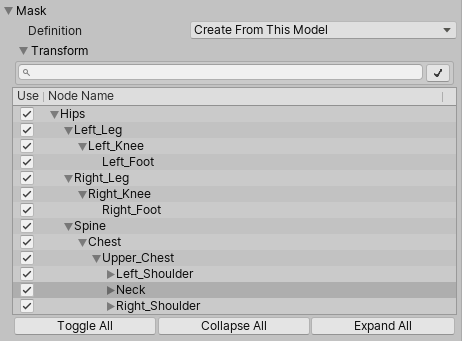 Mask
Definition Create From This Model
Transform
Use Node Name
Hips
Left_Leg
Left_Knee
Left_Foot
Right_Leg
Right_Knee
Right_Foot
Spine
Chest
Upper_Chest
Left_Shoulder
Neck
Right_Shoulder
Toggle All Collapse All Expand All